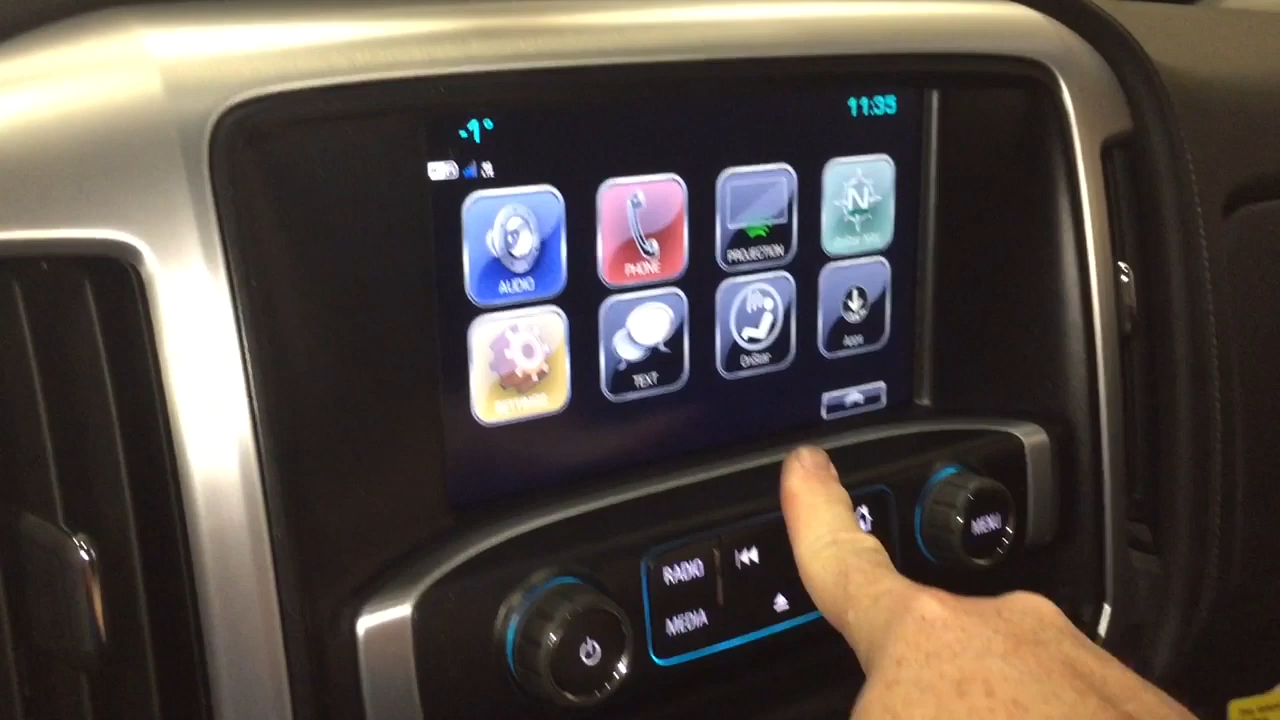 -1°
11:35
AUDIO
PHONE
PROJECTION
N
SETTINGS
TEXT
OnStar
Apps
RADIO
MEDIA
MENU